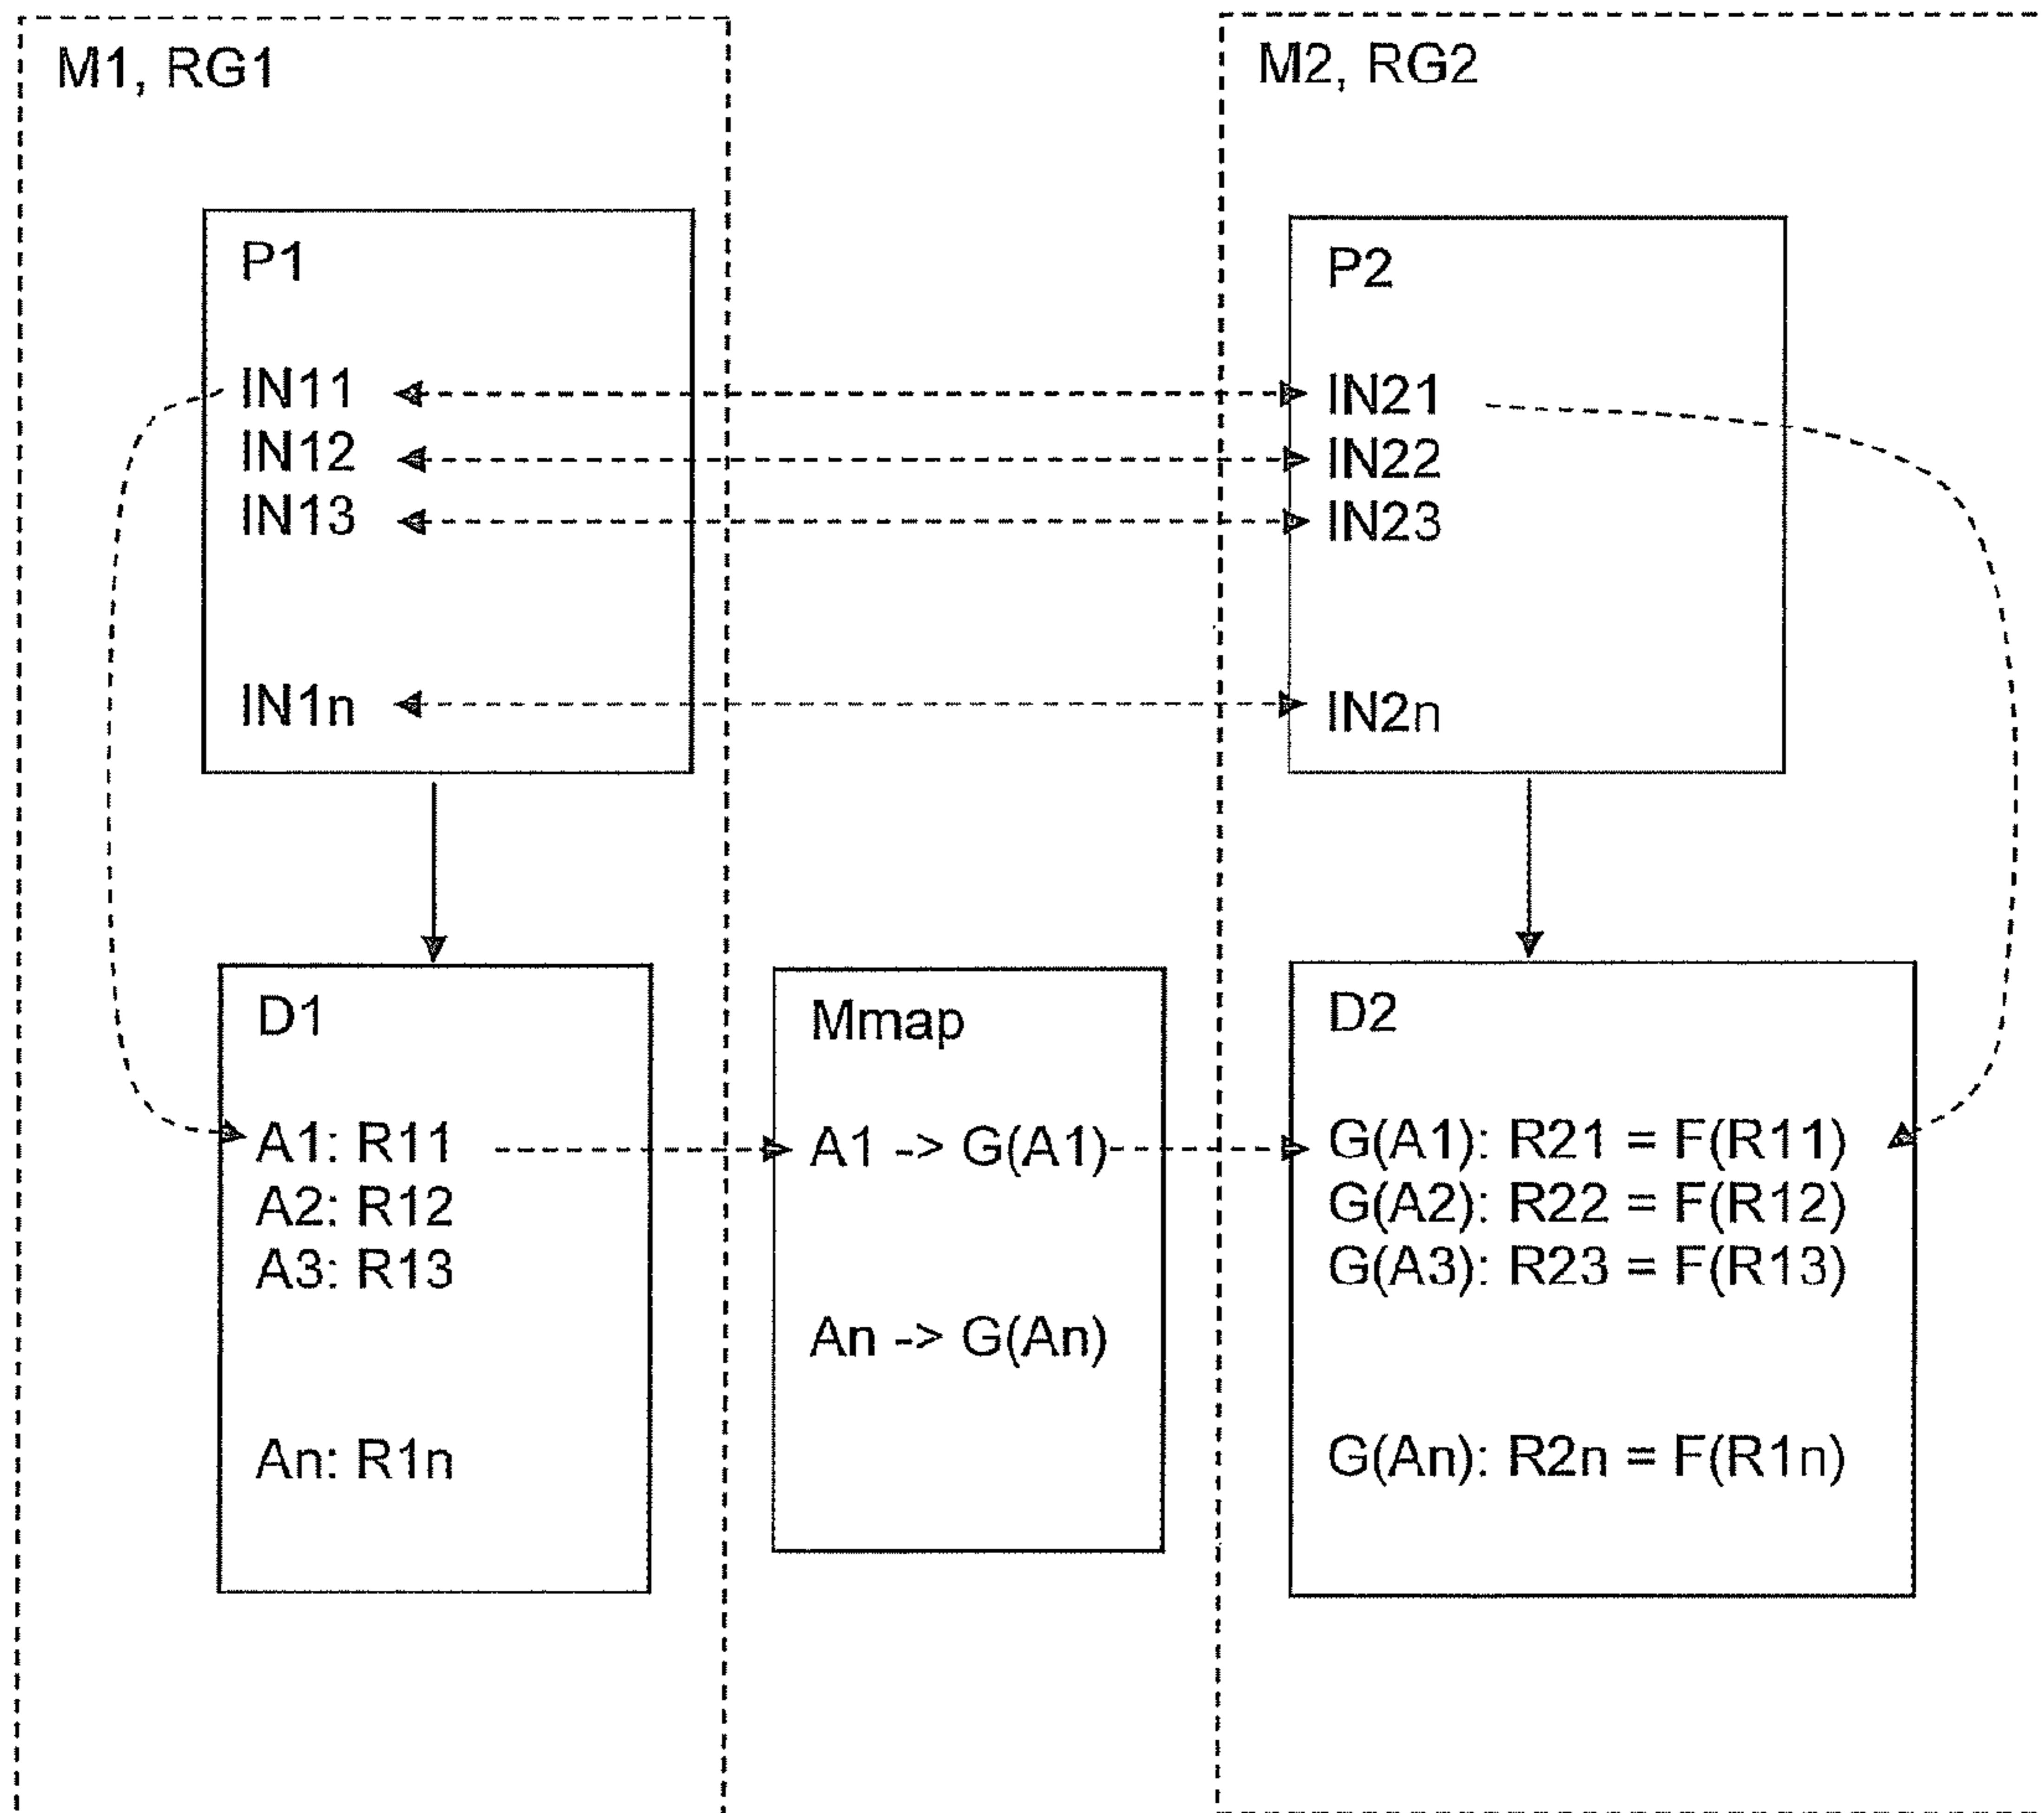 M1, RG1
P1
IN11
IN12
IN13
IN1n
D1
A1: R11
A2: R12
A3: R13
An: R1n
Mmap
A1 -> G(A1)
An -> G(An)
M2, RG2
P2
IN21
IN22
IN23
IN2n
D2
G(A1): R21 = F(R11)
G(A2): R22 = F(R12)
G(A3): R23 = F(R13)
G(An): R2n = F(R1n)